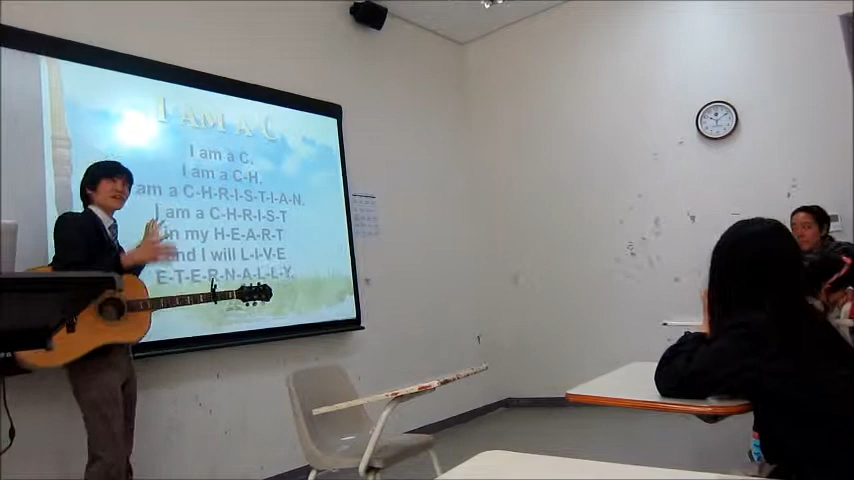 I AM A C
I am a C.
I am a C-H.
am a C-H-R-I-S-T-I-A-N.
I am a C-H-R-I-S-T
in my H-E-A-R-T
and I will L-I-V-E
E-T-E-R-N-A-L-L-Y